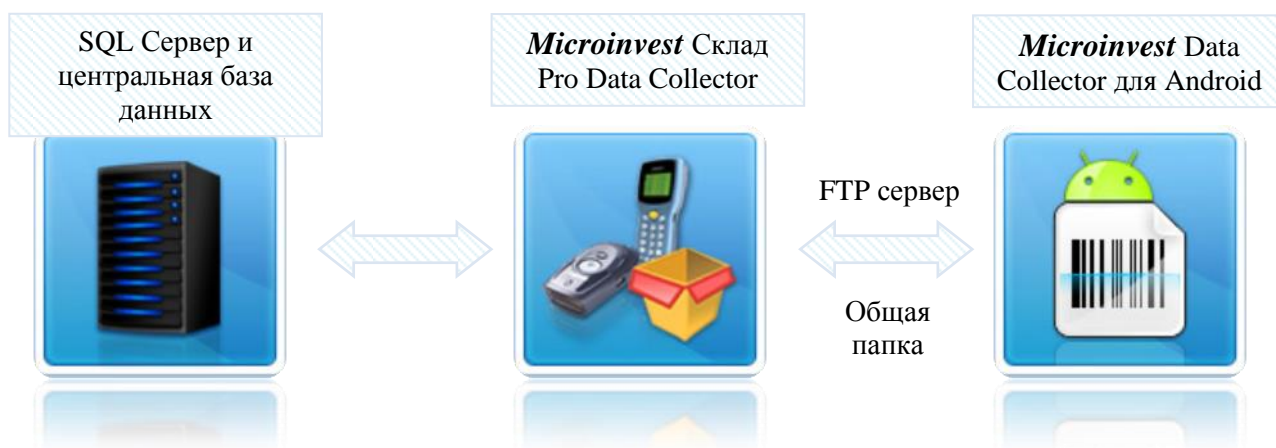 SQL Сервер и
центральная база
данных
Microinvest Склад
Pro Data Collector
Microinvest Data
Collector для Android
FTP сервер
Общая
папка